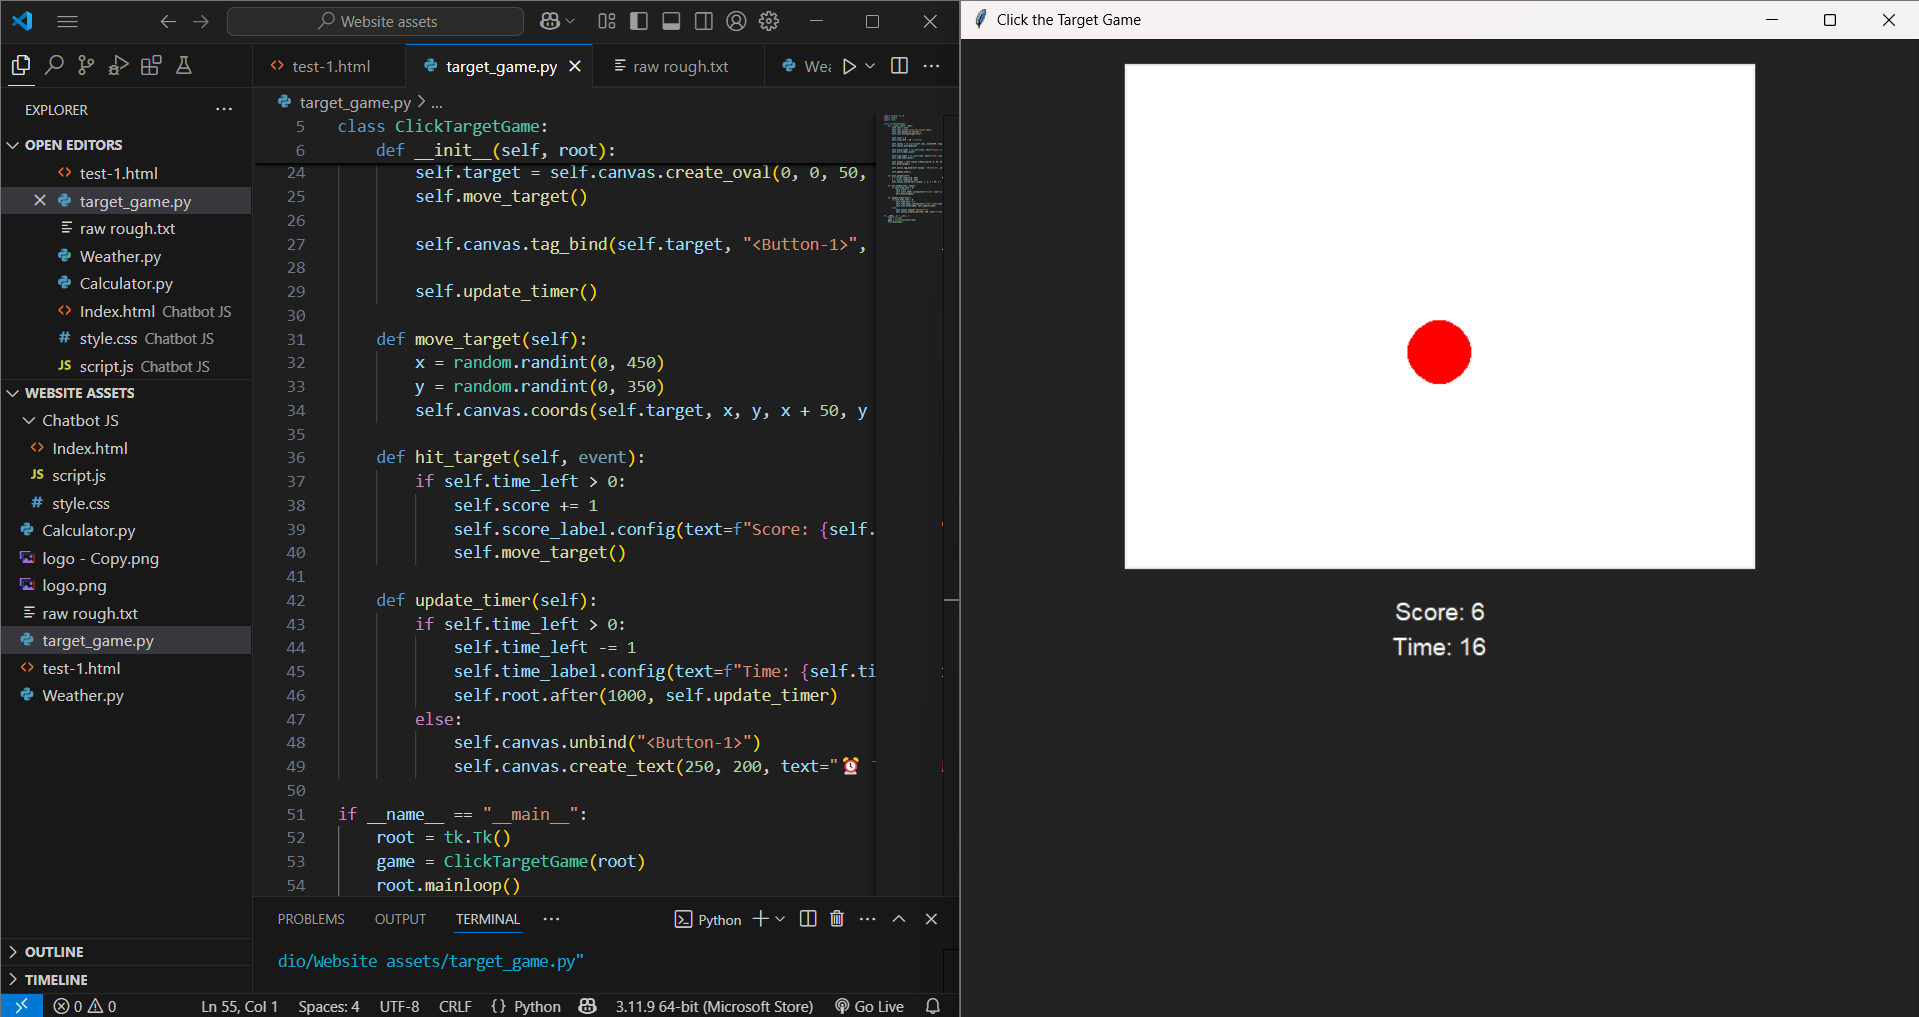 Website assets
EXPLORER
OPEN EDITORS
test-1.html
target_game.py
raw rough.txt
Weather.py
Calculator.py
Index.html Chatbot JS
style.css Chatbot JS
script.js Chatbot JS
WEBSITE ASSETS
Chatbot JS
Index.html
script.js
style.css
Calculator.py
logo - Copy.png
logo.png
raw rough.txt
target_game.py
test-1.html
Weather.py
OUTLINE
TIMELINE
test-1.html target_game.py raw rough.txt Wea
target_game.py > ...
5 class ClickTargetGame:
6 def __init__(self, root):
24 self.target = self.canvas.create_oval(0, 0, 50,
25 self.move_target()
26
27 self.canvas.tag_bind(self.target, "<Button-1>",
28
29 self.update_timer()
30
31 def move_target(self):
32 x = random.randint(0, 450)
33 y = random.randint(0, 350)
34 self.canvas.coords(self.target, x, y, x + 50, y
35
36 def hit_target(self, event):
37 if self.time_left > 0:
38 self.score += 1
39 self.score_label.config(text=f"Score: {self.
40 self.move_target()
41
42 def update_timer(self):
43 if self.time_left > 0:
44 self.time_left -= 1
45 self.time_label.config(text=f"Time: {self.ti
46 self.root.after(1000, self.update_timer)
47 else:
48 self.canvas.unbind("<Button-1>")
49 self.canvas.create_text(250, 200, text="⏰
50
51 if __name__ == "__main__":
52 root = tk.Tk()
53 game = ClickTargetGame(root)
54 root.mainloop()
PROBLEMS OUTPUT TERMINAL Python
dio/Website assets/target_game.py"
0 0 Ln 55, Col 1 Spaces: 4 UTF-8 CRLF {} Python 3.11.9 64-bit (Microsoft Store) Go Live
Click the Target Game
Score: 6
Time: 16